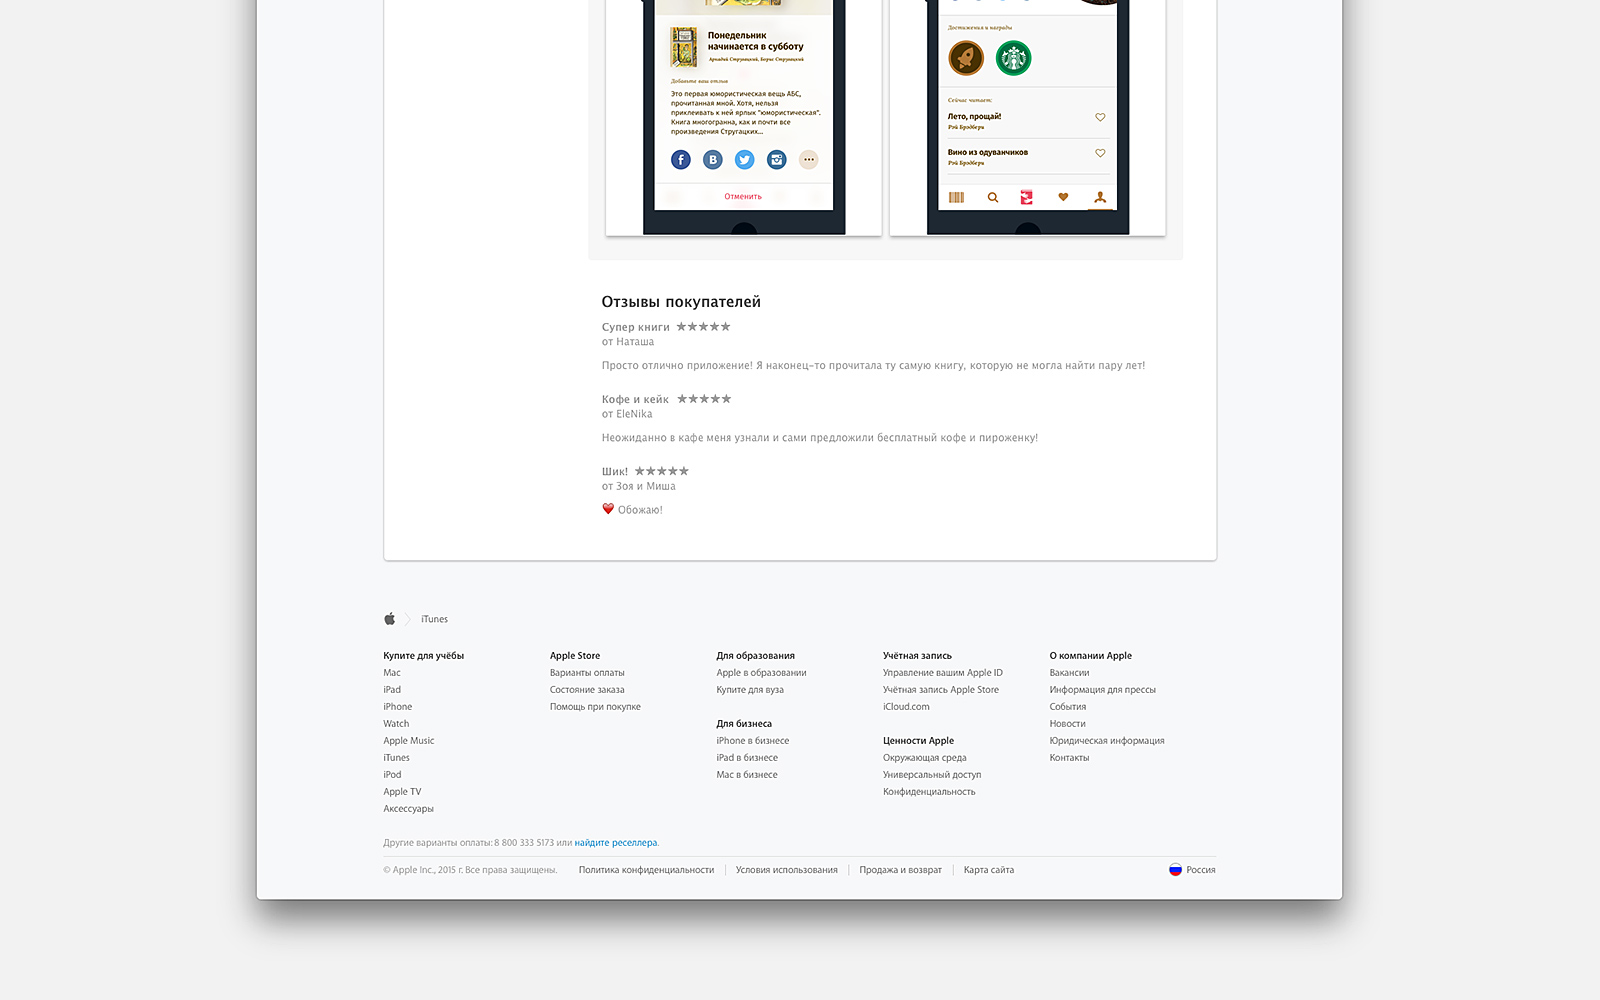 Понедельник
начинается в субботу
Аркадий Стругацкий, Борис Стругацкий
Добавьте ваш отзыв
Это первая юмористическая вещь АБС,
прочитанная мной. Хотя, нельзя
приклеивать к ней ярлык "юмористическая".
Книга многогранна, как и почти все
произведения Стругацких...
Отменить
Достижения и награды
Сейчас читает:
Лето, прощай!
Рэй Брэдбери
Вино из одуванчиков
Рэй Брэдбери
Отзывы покупателей
Супер книги ★★★★★
от Наташа
Просто отлично приложение! Я наконец-то прочитала ту самую книгу, которую не могла найти пару лет!
Кофе и кейк ★★★★★
от EleNika
Неожиданно в кафе меня узнали и сами предложили бесплатный кофе и пироженку!
Шик! ★★★★★
от Зоя и Миша
❤ Обожаю!
iTunes
Купите для учёбы
Mac
iPad
iPhone
Watch
Apple Music
iTunes
iPod
Apple TV
Аксессуары
Apple Store
Варианты оплаты
Состояние заказа
Помощь при покупке
Для образования
Apple в образовании
Купите для вуза
Для бизнеса
iPhone в бизнесе
iPad в бизнесе
Mac в бизнесе
Учётная запись
Управление вашим Apple ID
Учётная запись Apple Store
iCloud.com
Ценности Apple
Окружающая среда
Универсальный доступ
Конфиденциальность
О компании Apple
Вакансии
Информация для прессы
События
Новости
Юридическая информация
Контакты
Другие варианты оплаты: 8 800 333 5173 или найдите реселлера.
© Apple Inc., 2015 г. Все права защищены. Политика конфиденциальности Условия использования Продажа и возврат Карта сайта Россия